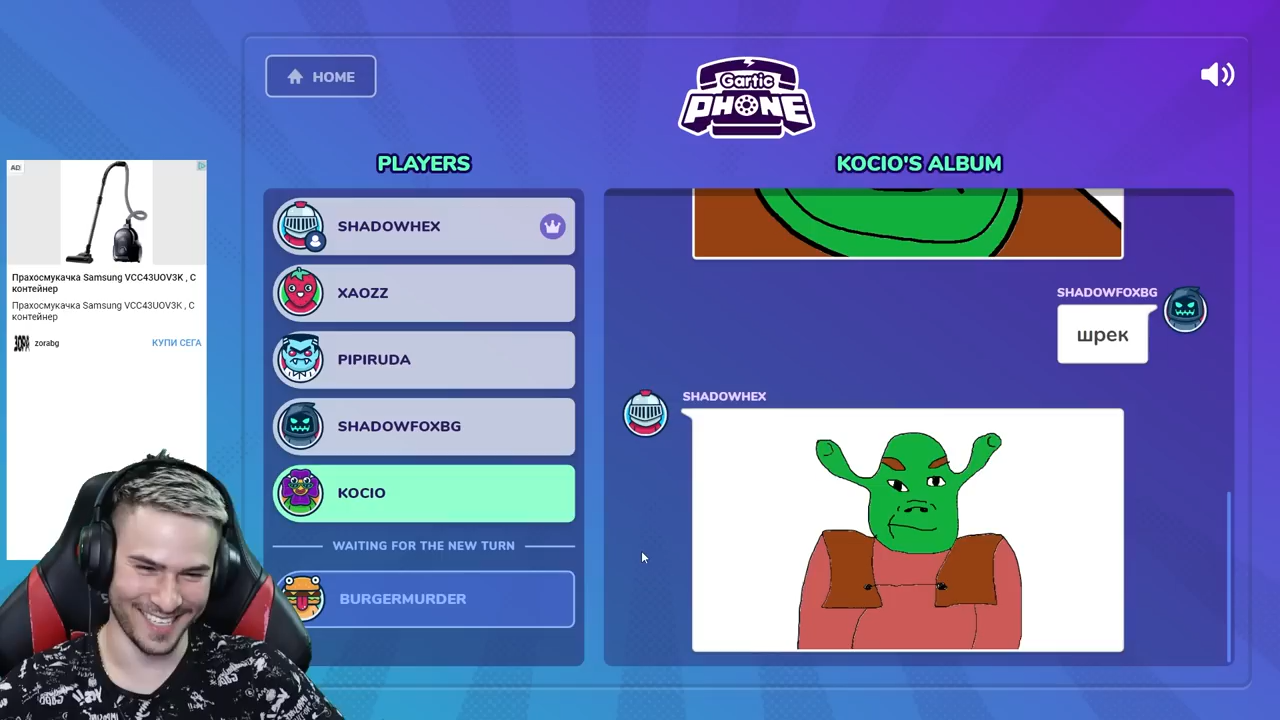 HOME
Gartic
PHONE
PLAYERS
KOCIO'S ALBUM
AD
SHADOWHEX
XAOZZ
PIPIRUDA
SHADOWFOXBG
KOCIO
WAITING FOR THE NEW TURN
BURGERMURDER
Прахосмукачка Samsung VCC43UOV3K , С
контейнер
Прахосмукачка Samsung VCC43UOV3K , С
контейнер
zorabg
КУПИ СЕГА
SHADOWFOXBG
шрек
SHADOWHEX